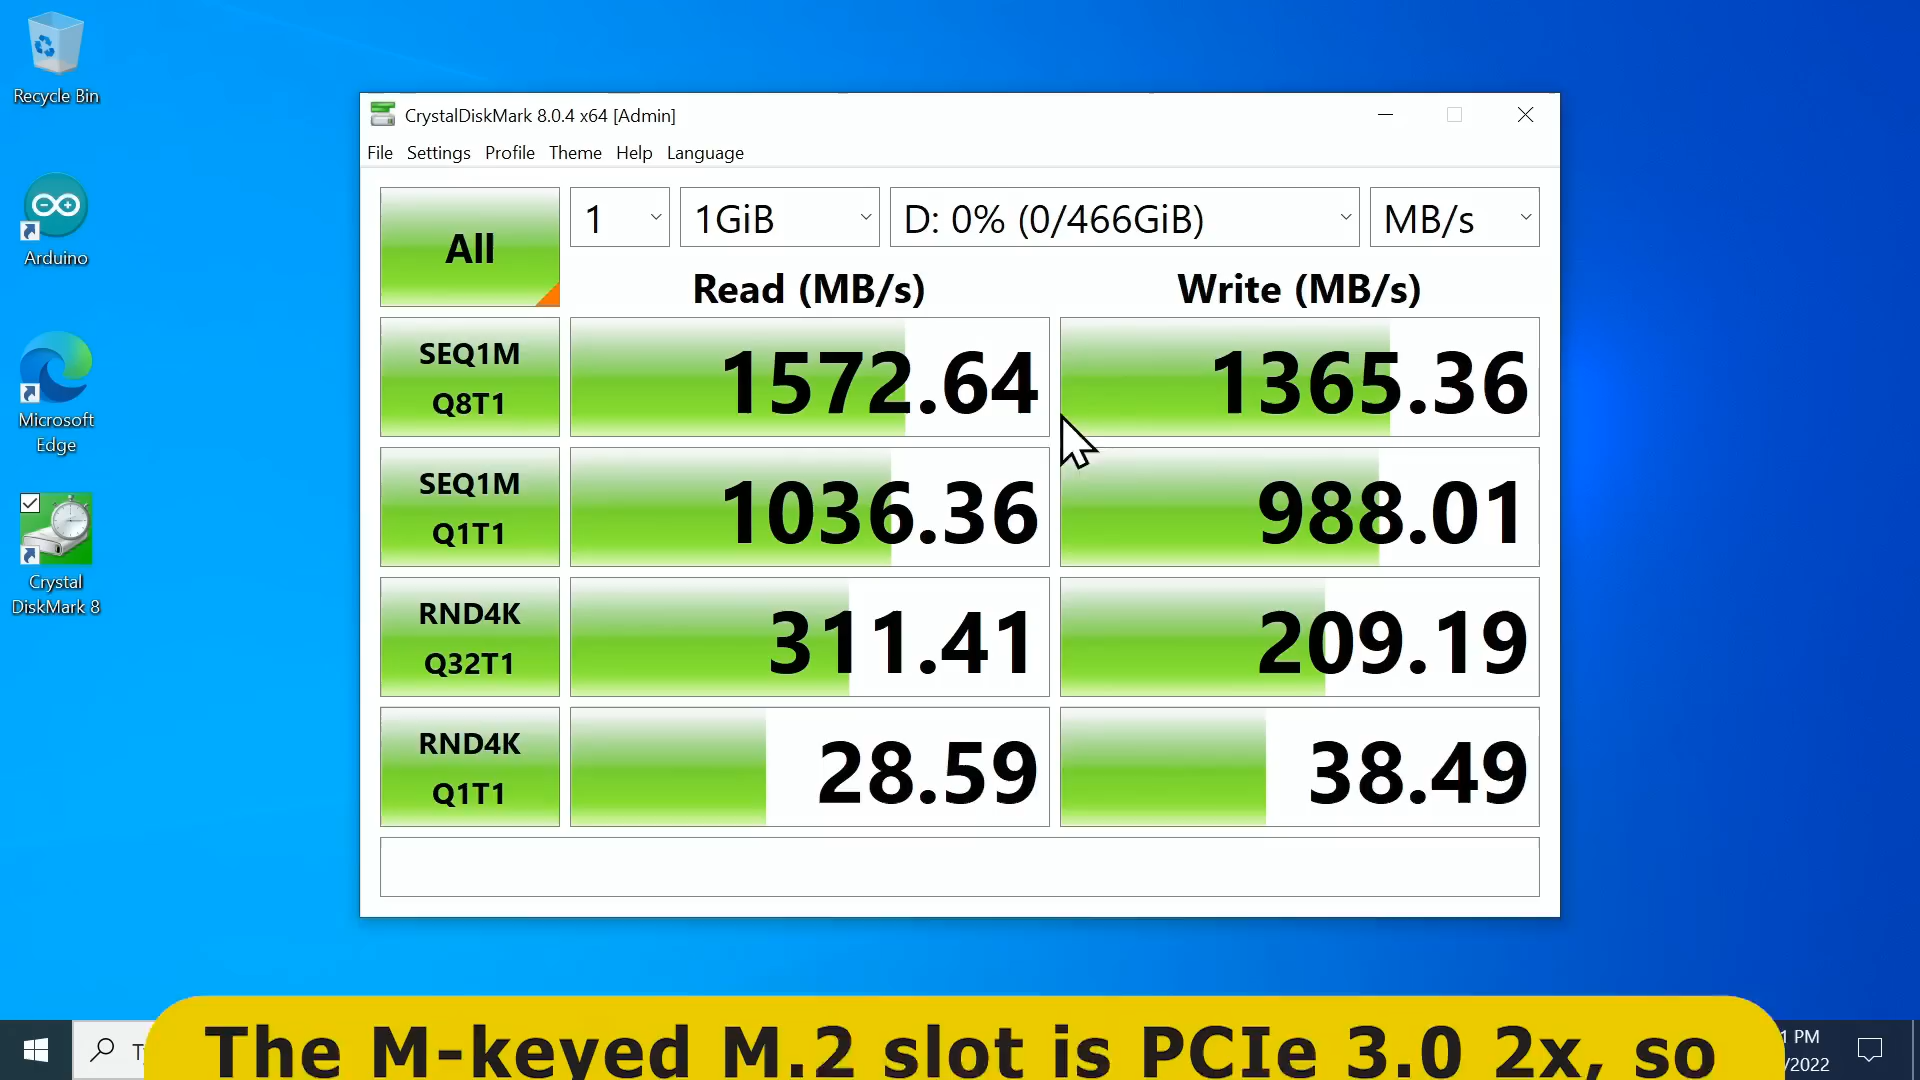 Recycle Bin
Arduino
Microsoft
Edge
Crystal
DiskMark 8
CrystalDiskMark 8.0.4 x64 [Admin]
File Settings Profile Theme Help Language
All
1 1GiB D: 0% (0/466GiB) MB/s
Read (MB/s) Write (MB/s)
SEQ1M
Q8T1
1572.64 1365.36
SEQ1M
Q1T1
1036.36 988.01
RND4K
Q32T1
311.41 209.19
RND4K
Q1T1
28.59 38.49
The M-keyed M.2 slot is PCIe 3.0 2x, so
PM
/2022